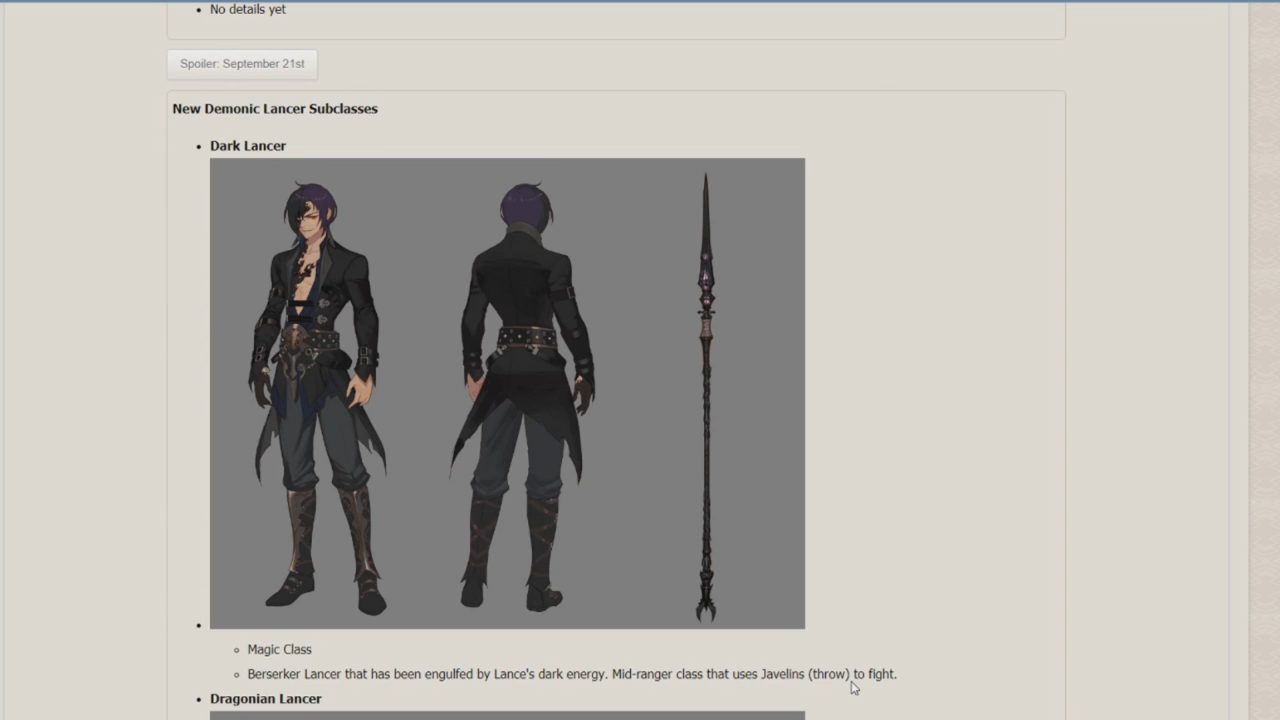 No details yet
Spoiler: September 21st
New Demonic Lancer Subclasses
Dark Lancer
Magic Class
Berserker Lancer that has been engulfed by Lance's dark energy. Mid-ranger class that uses Javelins (throw) to fight.
Dragonian Lancer